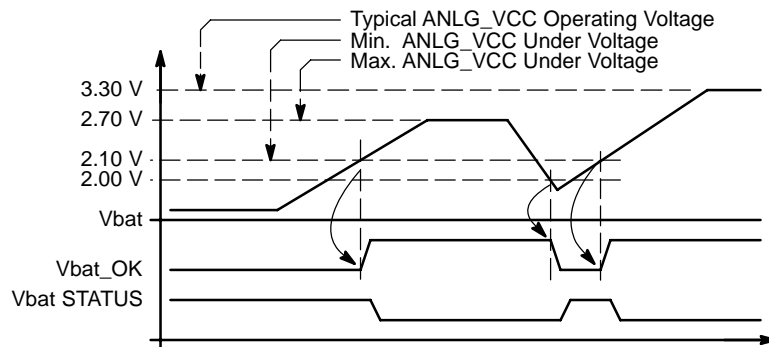 Typical ANLG_VCC Operating Voltage
Min. ANLG_VCC Under Voltage
Max. ANLG_VCC Under Voltage
3.30 V
2.70 V
2.10 V
2.00 V
Vbat
Vbat_OK
Vbat STATUS